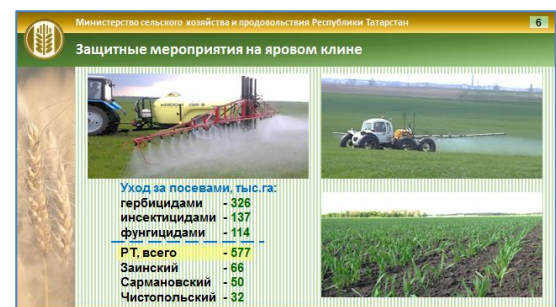 Министерство сельского хозяйства и продовольствия Республики Татарстан
6
Защитные мероприятия на яровом клине
Уход за посевами, тыс.га:
гербицидами - 326
инсектицидами - 137
фунгицидами - 114
РТ, всего - 577
Заинский - 66
Сармановский - 50
Чистопольский - 32